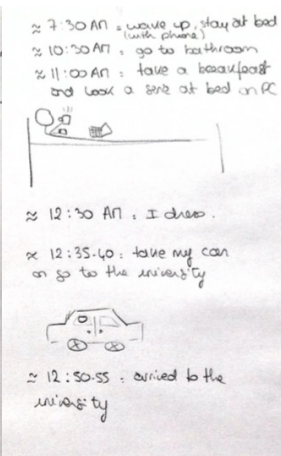 ≈ 7:30 AM : wake up, stay at bed
(with phone)
≈ 10:30 AM : go to bathroom
≈ 11:00 AM : take a breakfast
and look a serie at bed on PC
≈ 12:30 AM : I dress.
≈ 12:35-40 : take my car
or go to the university
≈ 12:50-55 : arrived to the
university